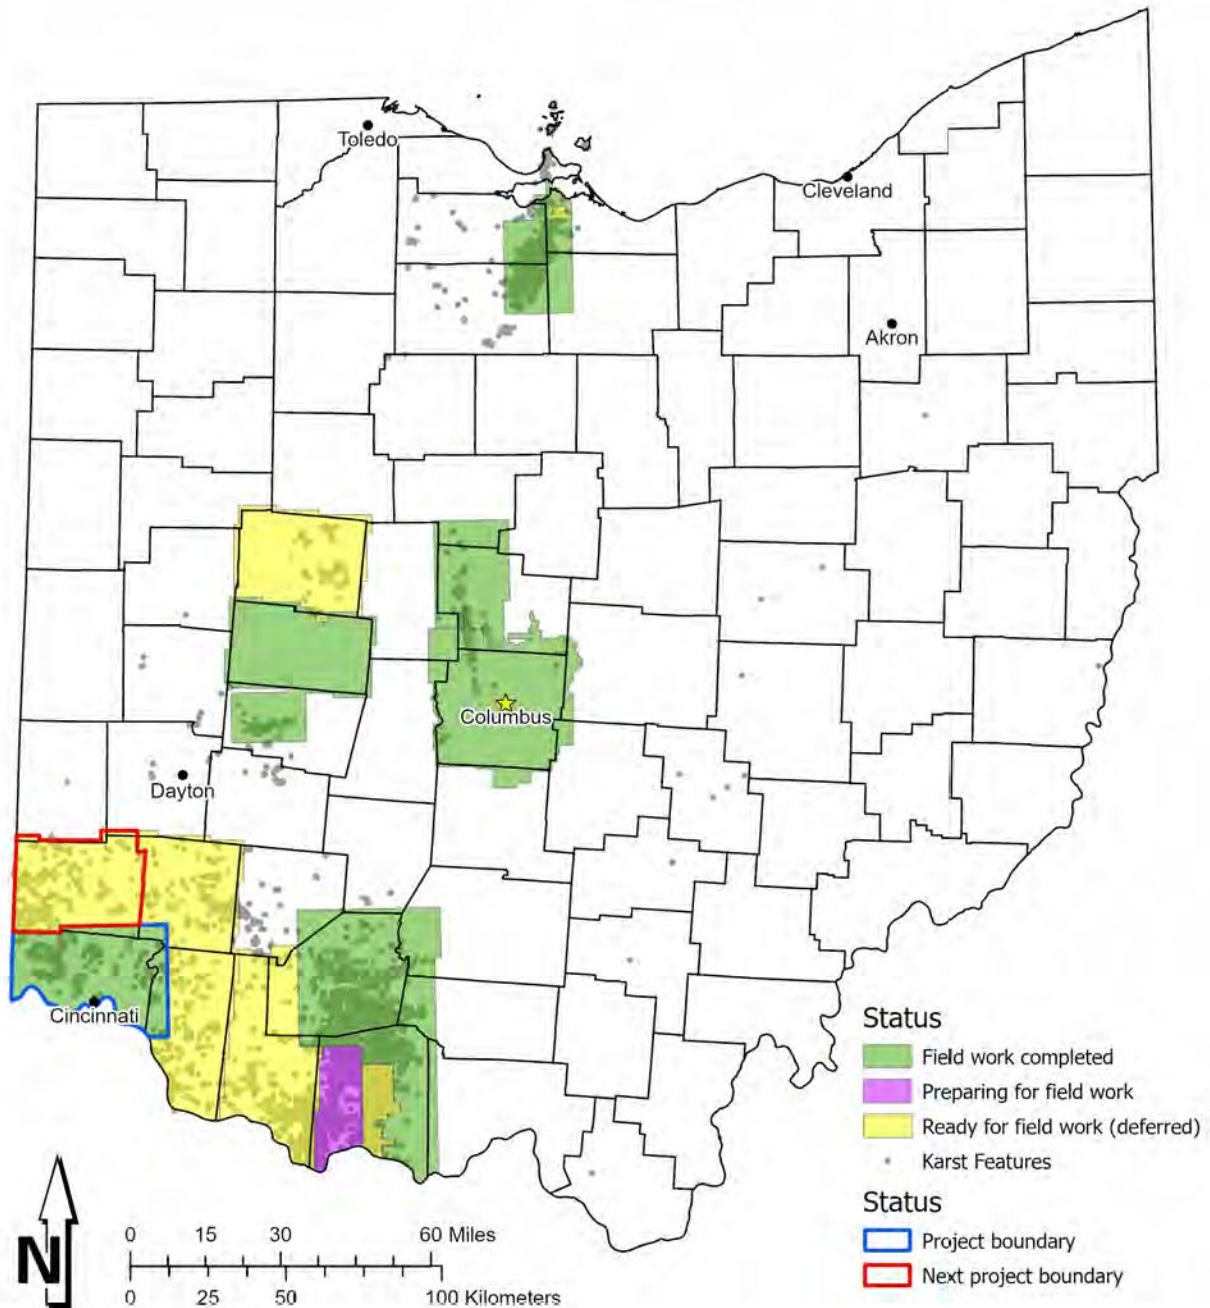 Toledo
Cleveland
Akron
Columbus
Dayton
Cincinnati
Status
Field work completed
Preparing for field work
Ready for field work (deferred)
Karst Features
Status
Project boundary
Next project boundary
N
0 15 30 60 Miles
0 25 50 100 Kilometers